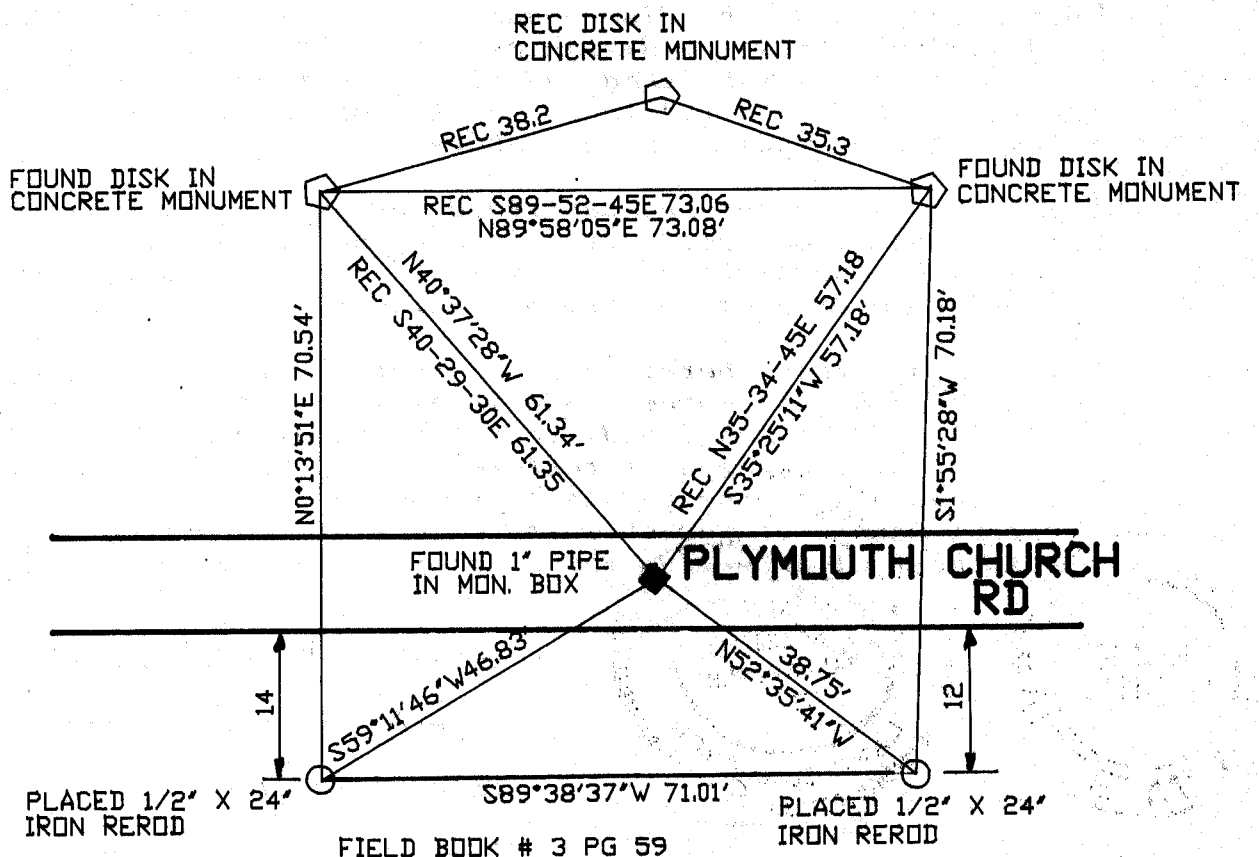 REC DISK IN
CONCRETE MONUMENT
REC 38.2
REC 35.3
FOUND DISK IN
CONCRETE MONUMENT
FOUND DISK IN
CONCRETE MONUMENT
REC S89-52-45E 73.06
N89°58'05"E 73.08'
N40°37'28"W 61.34'
REC S40-29-30E 61.35
REC N35-34-45E 57.18
S35°25'11"W 57.18'
N0°13'51"E 70.54'
S1°55'28"W 70.18'
FOUND 1" PIPE
IN MON. BOX
PLYMOUTH CHURCH
RD
14
S59°11'46"W46.83'
38.75'
N52°35'41"W
12
S89°38'37"W 71.01'
PLACED 1/2" X 24"
IRON REROD
PLACED 1/2" X 24"
IRON REROD
FIELD BOOK # 3 PG 59